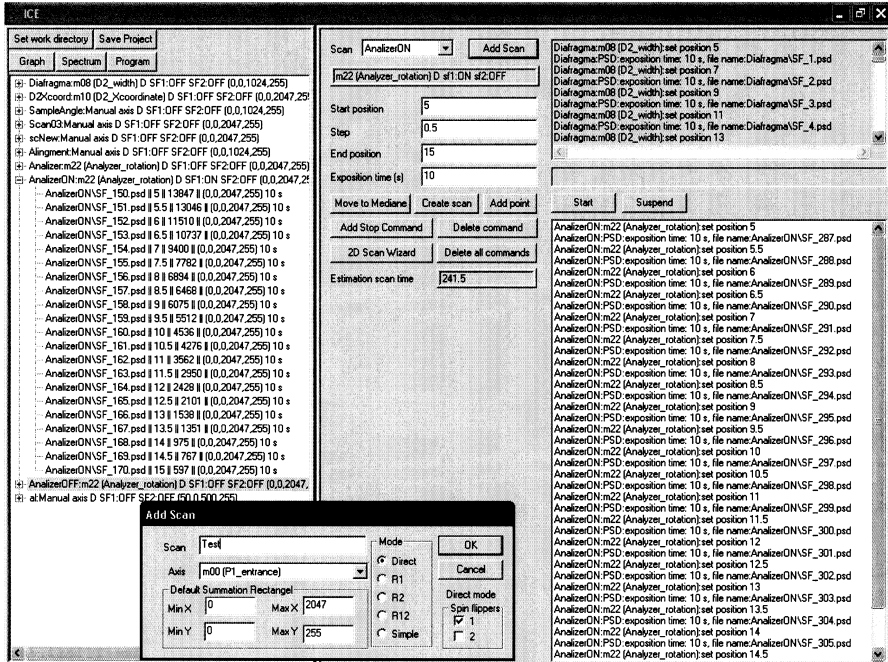 ICE
Set work directory Save Project
Graph Spectrum Program
Diafragma:m08 (D2_width) D SF1:OFF SF2:OFF (0,0,1024,255)
D2Xcoord:m10 (D2_Xcoordinate) D SF1:OFF SF2:OFF (0,0,2047,25
SampleAngle:Manual axis D SF1:OFF SF2:OFF (0,0,1024,255)
Scan03:Manual axis D SF1:OFF SF2:OFF (0,0,2047,255)
scNew:Manual axis D SF1:OFF SF2:OFF (0,0,2047,255)
Alingment:Manual axis D SF1:OFF SF2:OFF (0,0,1024,255)
Analizer:m22 (Analyzer_rotation) D SF1:OFF SF2:OFF (0,0,2047,255)
AnalizerON:m22 (Analyzer_rotation) D SF1:ON SF2:OFF (0,0,2047,2
AnalizerON\SF_150.psd || 5 || 13847 || (0,0,2047,255) 10 s
AnalizerON\SF_151.psd || 5.5 || 13046 || (0,0,2047,255) 10 s
AnalizerON\SF_152.psd || 6 || 11510 || (0,0,2047,255) 10 s
AnalizerON\SF_153.psd || 6.5 || 10737 || (0,0,2047,255) 10 s
AnalizerON\SF_154.psd || 7 || 9400 || (0,0,2047,255) 10 s
AnalizerON\SF_155.psd || 7.5 || 7782 || (0,0,2047,255) 10 s
AnalizerON\SF_156.psd || 8 || 6894 || (0,0,2047,255) 10 s
AnalizerON\SF_157.psd || 8.5 || 6468 || (0,0,2047,255) 10 s
AnalizerON\SF_158.psd || 9 || 6075 || (0,0,2047,255) 10 s
AnalizerON\SF_159.psd || 9.5 || 5512 || (0,0,2047,255) 10 s
AnalizerON\SF_160.psd || 10 || 4536 || (0,0,2047,255) 10 s
AnalizerON\SF_161.psd || 10.5 || 4276 || (0,0,2047,255) 10 s
AnalizerON\SF_162.psd || 11 || 3562 || (0,0,2047,255) 10 s
AnalizerON\SF_163.psd || 11.5 || 2950 || (0,0,2047,255) 10 s
AnalizerON\SF_164.psd || 12 || 2428 || (0,0,2047,255) 10 s
AnalizerON\SF_165.psd || 12.5 || 2101 || (0,0,2047,255) 10 s
AnalizerON\SF_166.psd || 13 || 1538 || (0,0,2047,255) 10 s
AnalizerON\SF_167.psd || 13.5 || 1351 || (0,0,2047,255) 10 s
AnalizerON\SF_168.psd || 14 || 975 || (0,0,2047,255) 10 s
AnalizerON\SF_169.psd || 14.5 || 767 || (0,0,2047,255) 10 s
AnalizerON\SF_170.psd || 15 || 597 || (0,0,2047,255) 10 s
AnalizerOFF:m22 (Analyzer_rotation) D SF1:OFF SF2:OFF (0,0,2047,
al:Manual axis D SF1:OFF SF2:OFF (50,0,500,255)
Scan AnalizerON Add Scan
m22 (Analyzer_rotation) D sf1:ON sf2:OFF
Start position 5
Step 0.5
End position 15
Exposition time (s) 10
Move to Mediane Create scan Add point
Add Stop Command Delete command
2D Scan Wizard Delete all commands
Estimation scan time 241.5
Diafragma:m08 (D2_width):set position 5
Diafragma:PSD:exposition time: 10 s, file name:Diafragma\SF_1.psd
Diafragma:m08 (D2_width):set position 7
Diafragma:PSD:exposition time: 10 s, file name:Diafragma\SF_2.psd
Diafragma:m08 (D2_width):set position 9
Diafragma:PSD:exposition time: 10 s, file name:Diafragma\SF_3.psd
Diafragma:m08 (D2_width):set position 11
Diafragma:PSD:exposition time: 10 s, file name:Diafragma\SF_4.psd
Diafragma:m08 (D2_width):set position 13
Start Suspend
AnalizerON:m22 (Analyzer_rotation):set position 5
AnalizerON:PSD:exposition time: 10 s, file name:AnalizerON\SF_287.psd
AnalizerON:m22 (Analyzer_rotation):set position 5.5
AnalizerON:PSD:exposition time: 10 s, file name:AnalizerON\SF_288.psd
AnalizerON:m22 (Analyzer_rotation):set position 6
AnalizerON:PSD:exposition time: 10 s, file name:AnalizerON\SF_289.psd
AnalizerON:m22 (Analyzer_rotation):set position 6.5
AnalizerON:PSD:exposition time: 10 s, file name:AnalizerON\SF_290.psd
AnalizerON:m22 (Analyzer_rotation):set position 7
AnalizerON:PSD:exposition time: 10 s, file name:AnalizerON\SF_291.psd
AnalizerON:m22 (Analyzer_rotation):set position 7.5
AnalizerON:PSD:exposition time: 10 s, file name:AnalizerON\SF_292.psd
AnalizerON:m22 (Analyzer_rotation):set position 8
AnalizerON:PSD:exposition time: 10 s, file name:AnalizerON\SF_293.psd
AnalizerON:m22 (Analyzer_rotation):set position 8.5
AnalizerON:PSD:exposition time: 10 s, file name:AnalizerON\SF_294.psd
AnalizerON:m22 (Analyzer_rotation):set position 9
AnalizerON:PSD:exposition time: 10 s, file name:AnalizerON\SF_295.psd
AnalizerON:m22 (Analyzer_rotation):set position 9.5
AnalizerON:PSD:exposition time: 10 s, file name:AnalizerON\SF_296.psd
AnalizerON:m22 (Analyzer_rotation):set position 10
AnalizerON:PSD:exposition time: 10 s, file name:AnalizerON\SF_297.psd
AnalizerON:m22 (Analyzer_rotation):set position 10.5
AnalizerON:PSD:exposition time: 10 s, file name:AnalizerON\SF_298.psd
AnalizerON:m22 (Analyzer_rotation):set position 11
AnalizerON:PSD:exposition time: 10 s, file name:AnalizerON\SF_299.psd
AnalizerON:m22 (Analyzer_rotation):set position 11.5
AnalizerON:PSD:exposition time: 10 s, file name:AnalizerON\SF_300.psd
AnalizerON:m22 (Analyzer_rotation):set position 12
AnalizerON:PSD:exposition time: 10 s, file name:AnalizerON\SF_301.psd
AnalizerON:m22 (Analyzer_rotation):set position 12.5
AnalizerON:PSD:exposition time: 10 s, file name:AnalizerON\SF_302.psd
AnalizerON:m22 (Analyzer_rotation):set position 13
AnalizerON:PSD:exposition time: 10 s, file name:AnalizerON\SF_303.psd
AnalizerON:m22 (Analyzer_rotation):set position 13.5
AnalizerON:PSD:exposition time: 10 s, file name:AnalizerON\SF_304.psd
AnalizerON:m22 (Analyzer_rotation):set position 14
AnalizerON:PSD:exposition time: 10 s, file name:AnalizerON\SF_305.psd
AnalizerON:m22 (Analyzer_rotation):set position 14.5
Add Scan
Scan Test
Axis m00 (P1_entrance)
Default Summation Rectangel
Min X 0 Max X 2047
Min Y 0 Max Y 255
Mode
Direct
R1
R2
R12
Simple
OK
Cancel
Direct mode
Spin flippers
1
2